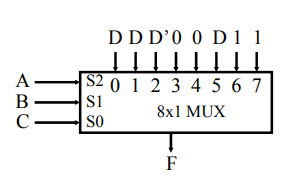 D D D’ 0 0 D 1 1
A S2 0 1 2 3 4 5 6 7
B S1
8x1 MUX
C S0
F